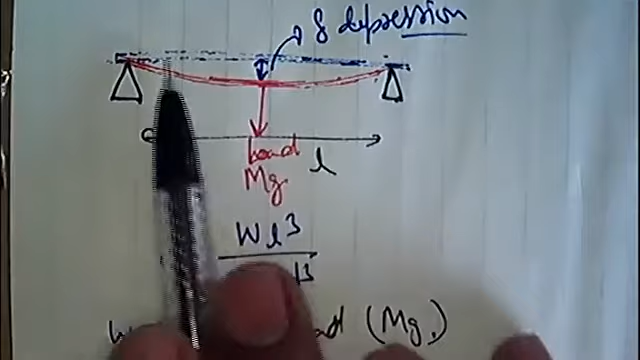 δ depression
load
l
Mg
Wl³
(Mg)